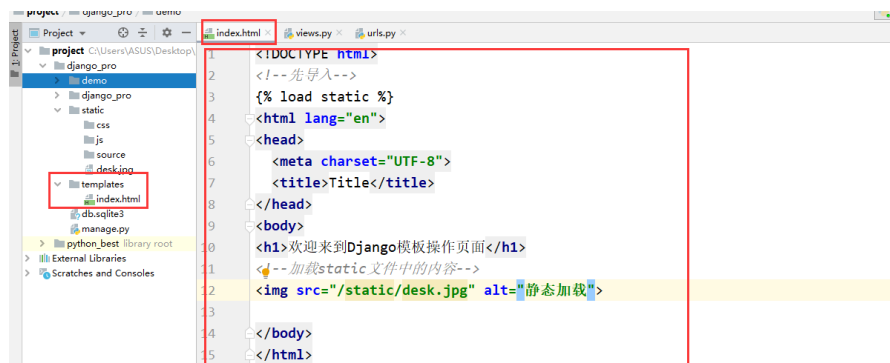 project django_pro demo
Project
index.html
views.py
urls.py
1: Project
project C:\Users\ASUS\Desktop\
django_pro
demo
django_pro
static
css
js
source
desk.jpg
templates
index.html
db.sqlite3
manage.py
python_best library root
External Libraries
Scratches and Consoles
1 <!DOCTYPE html>
2 <!--先导入-->
3 {% load static %}
4 <html lang="en">
5 <head>
6 <meta charset="UTF-8">
7 <title>Title</title>
8 </head>
9 <body>
10 <h1>欢迎来到Django模板操作页面</h1>
11 <!--加载static文件中的内容-->
12 <img src="/static/desk.jpg" alt="静态加载">
13
14 </body>
15 </html>